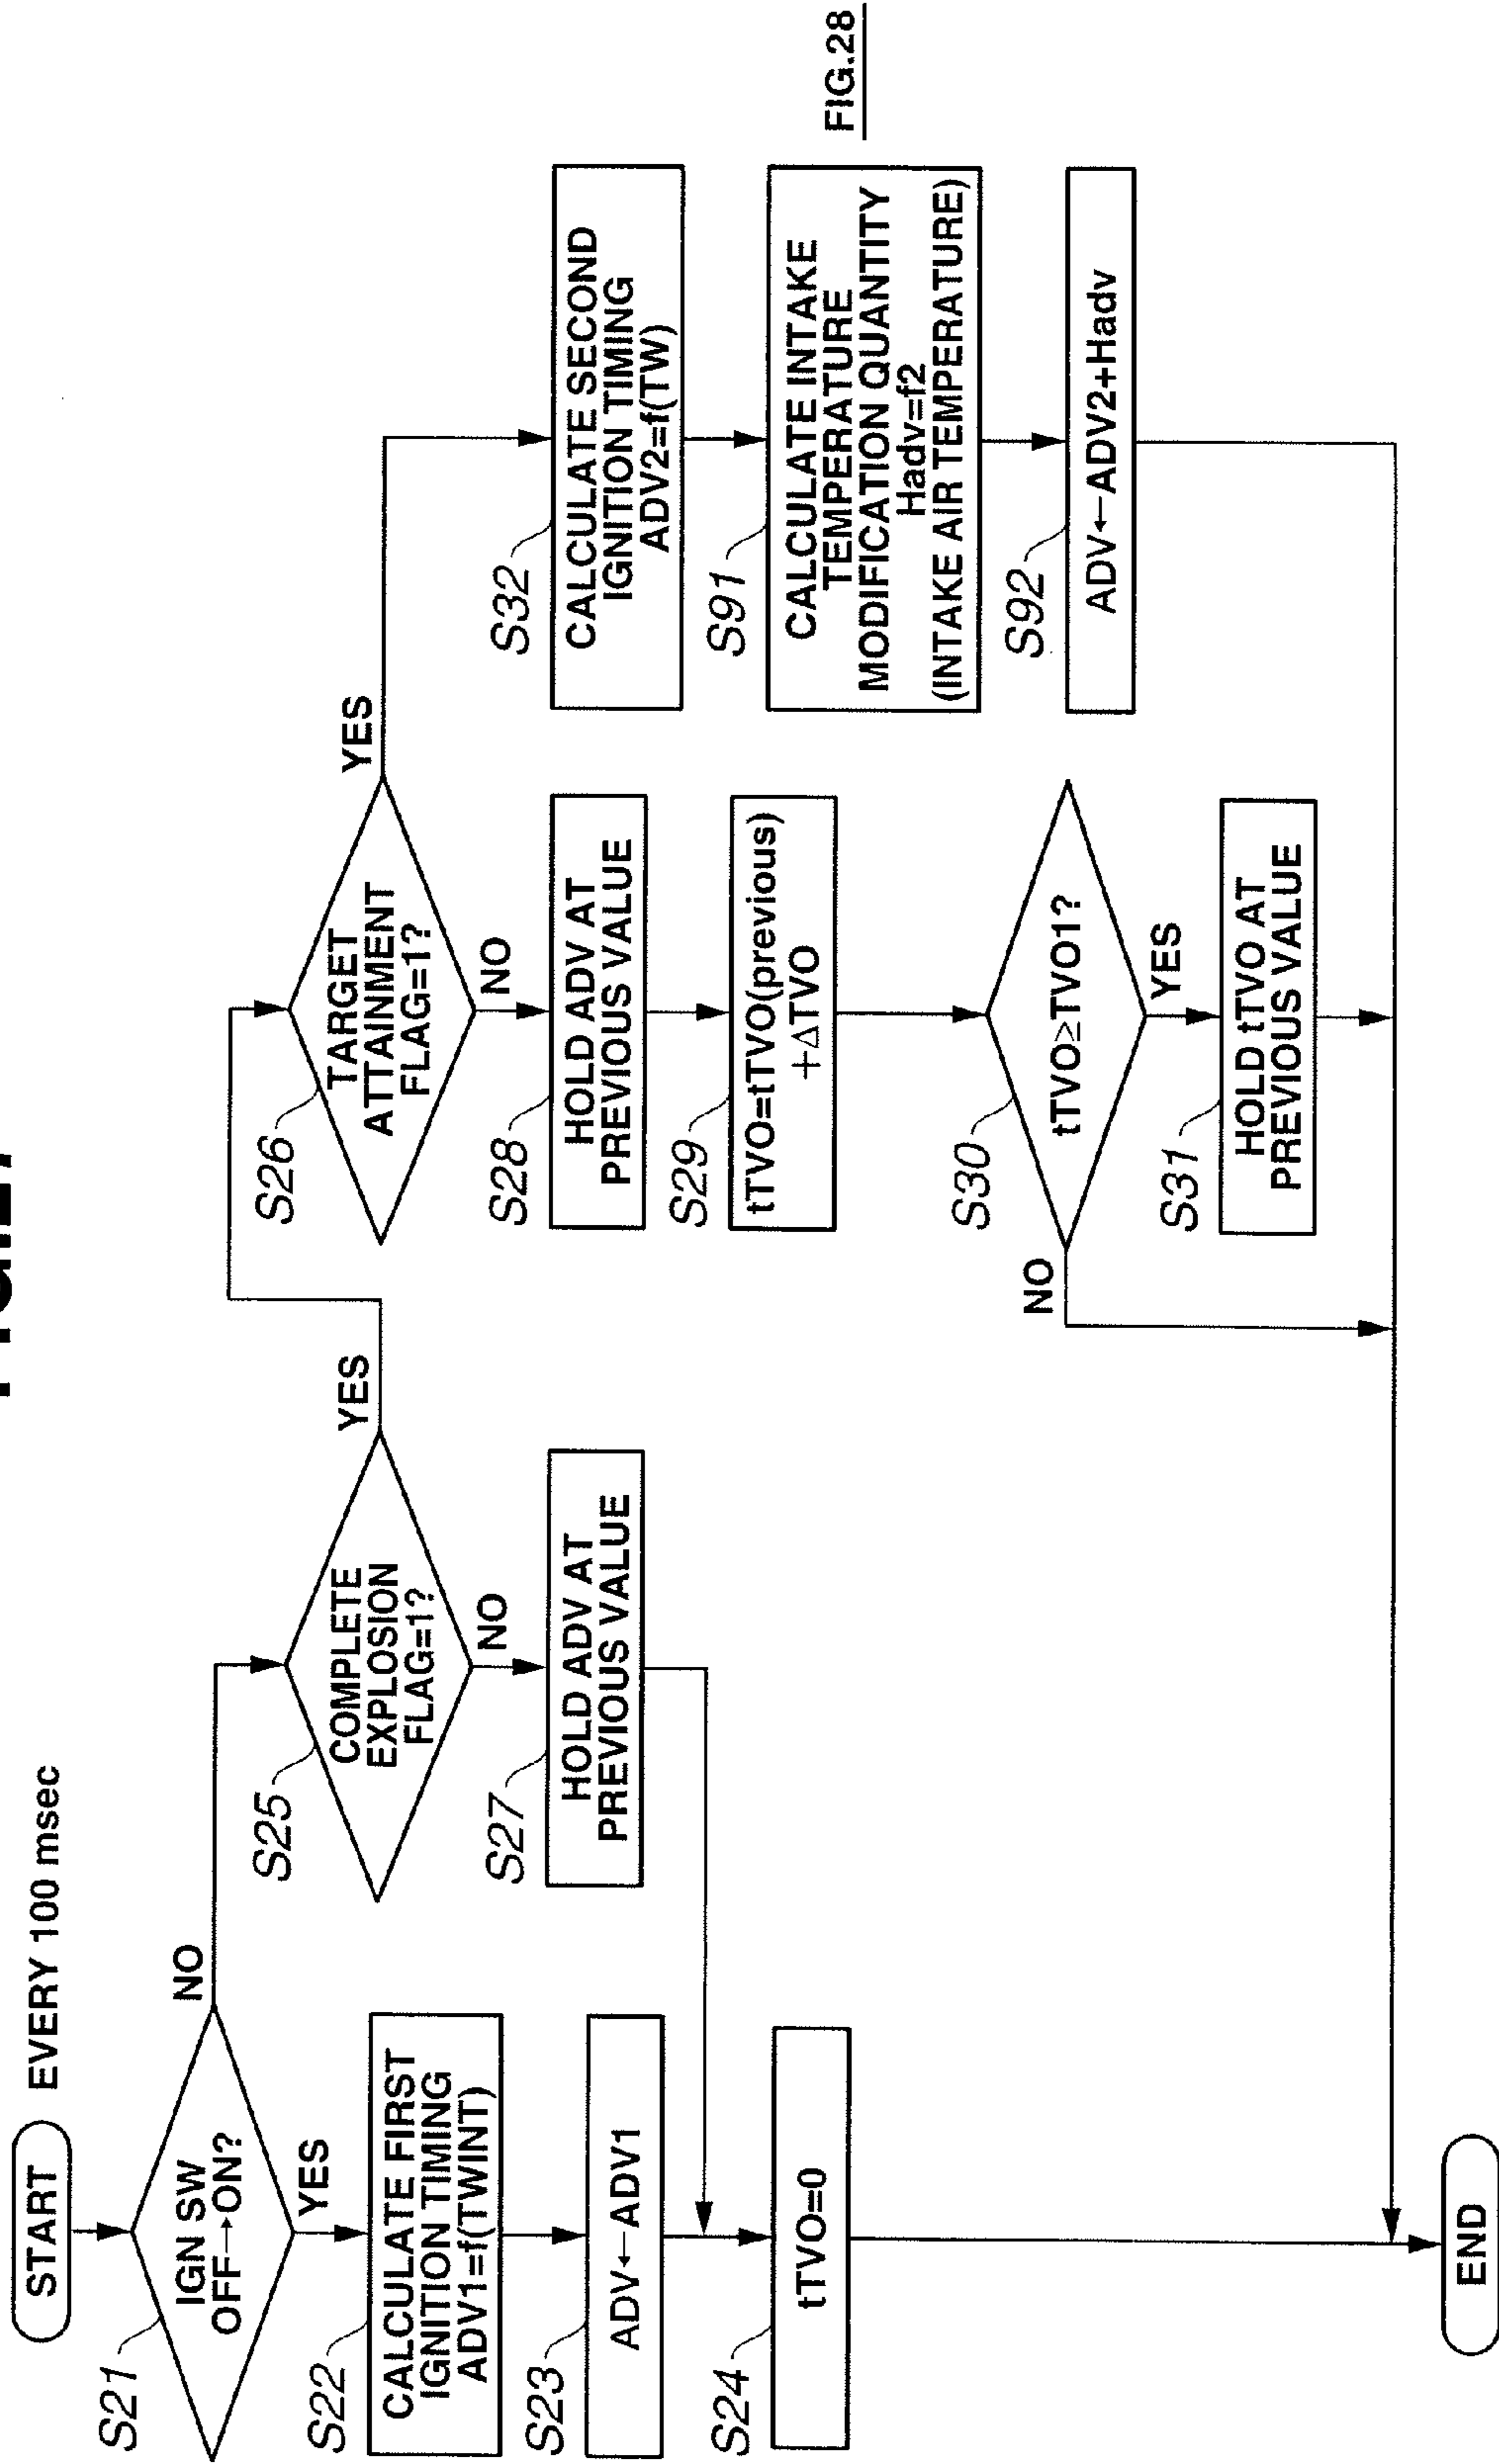 START
EVERY 100 msec
S21
IGN SW
OFF→ON?
NO
YES
S22
CALCULATE FIRST
IGNITION TIMING
ADV1=f(TWINT)
S23
ADV←ADV1
S24
tTVO=0
S25
COMPLETE
EXPLOSION
FLAG=1?
YES
NO
S27
HOLD ADV AT
PREVIOUS VALUE
S26
TARGET
ATTAINMENT
FLAG=1?
YES
NO
S28
HOLD ADV AT
PREVIOUS VALUE
S29
tTVO=tTVO(previous)
+ΔTVO
S30
tTVO≥TVO1?
NO
YES
S31
HOLD tTVO AT
PREVIOUS VALUE
S32
CALCULATE SECOND
IGNITION TIMING
ADV2=f(TW)
S91
CALCULATE INTAKE
TEMPERATURE
MODIFICATION QUANTITY
Hadv=f2
(INTAKE AIR TEMPERATURE)
S92
ADV←ADV2+Hadv
END
FIG.28